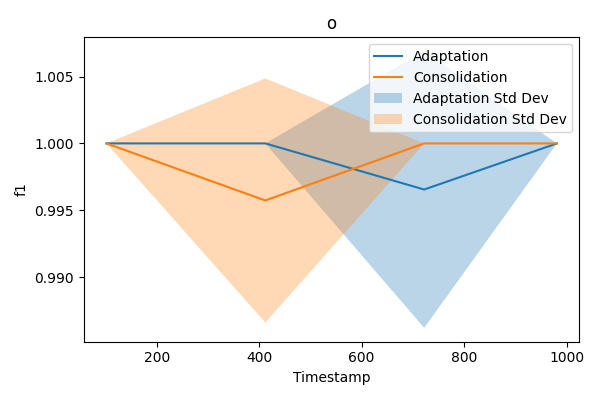 o
Adaptation
Consolidation
Adaptation Std Dev
Consolidation Std Dev
1.005
1.000
0.995
0.990
f1
200
400
600
800
1000
Timestamp